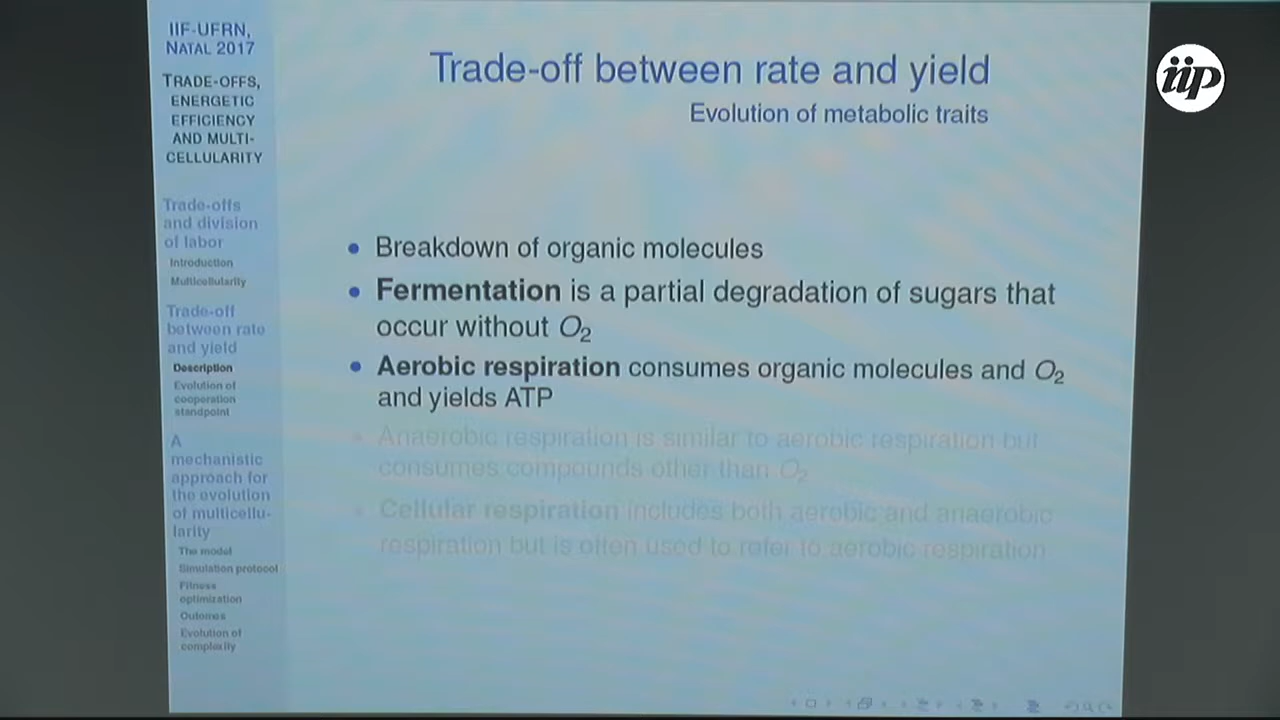 IIF-UFRN,
NATAL 2017
TRADE-OFFS,
ENERGETIC
EFFICIENCY
AND MULTI-
CELLULARITY
Trade-offs
and division
of labor
Introduction
Multicellularity
Trade-off
between rate
and yield
Description
Evolution of
cooperation
standpoint
A
mechanistic
approach for
the evolution
of multicellu-
larity
The model
Simulation protocol
Fitness
optimization
Outcomes
Evolution of
complexity
Trade-off between rate and yield
Evolution of metabolic traits
• Breakdown of organic molecules
• Fermentation is a partial degradation of sugars that
occur without O₂
• Aerobic respiration consumes organic molecules and O₂
and yields ATP
• Anaerobic respiration is similar to aerobic respiration but
consumes compounds other than O₂
• Cellular respiration includes both aerobic and anaerobic
respiration but is often used to refer to aerobic respiration
iip